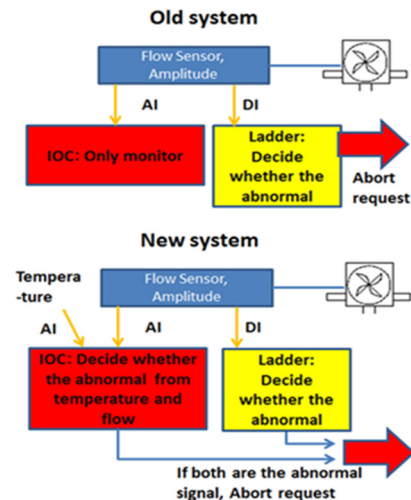 Old system
Flow Sensor,
Amplitude
AI
DI
IOC: Only monitor
Ladder:
Decide
whether the
abnormal
Abort
request
New system
Tempera
-ture
Flow Sensor,
Amplitude
AI
AI
DI
IOC: Decide whether
the abnormal from
temperature and
flow
Ladder:
Decide
whether the
abnormal
If both are the abnormal
signal, Abort request